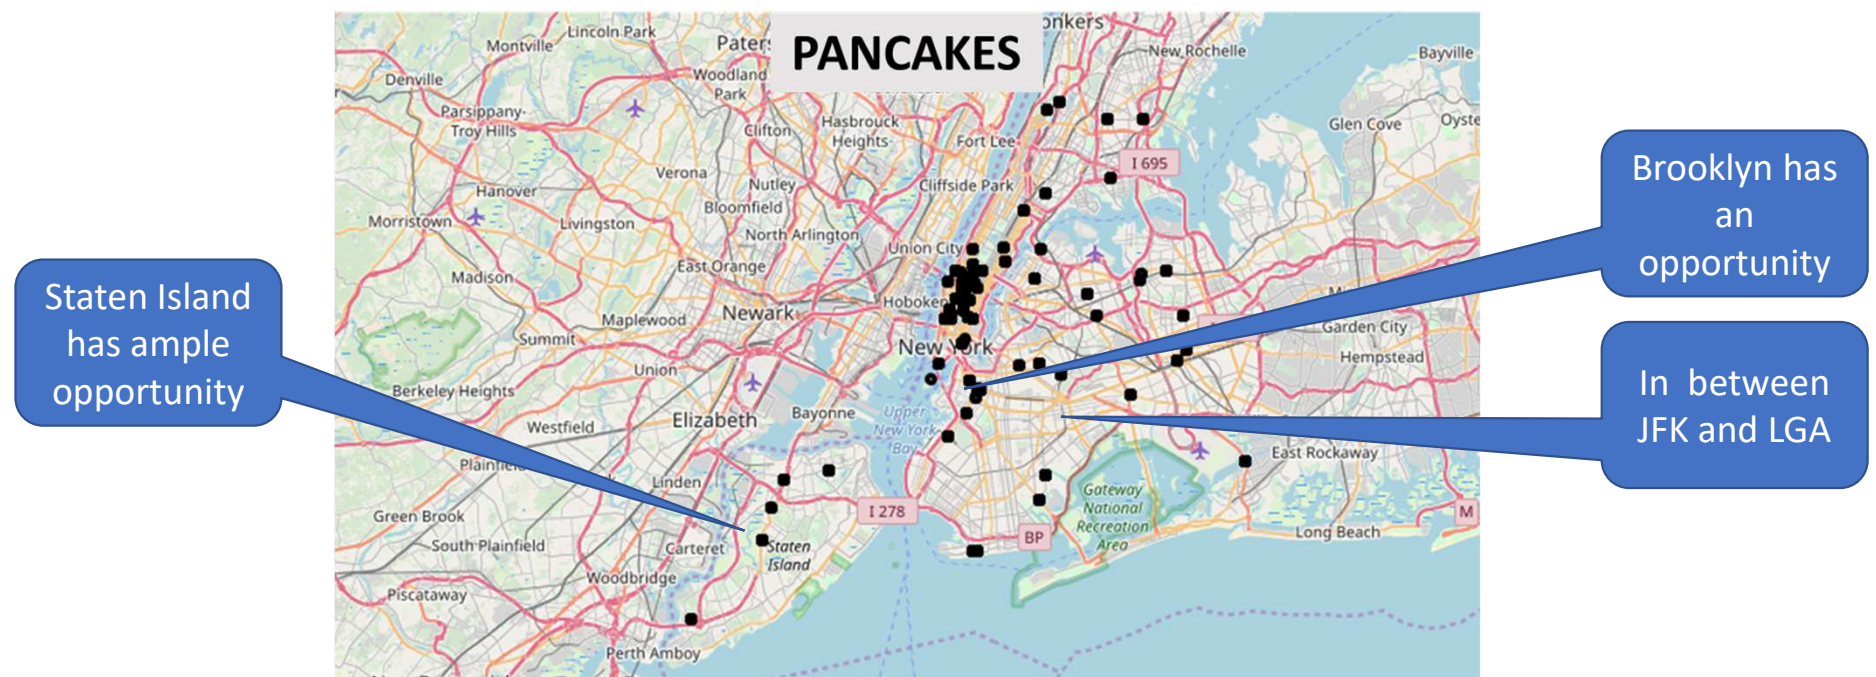 PANCAKES
Lincoln Park
Montville
Denville
Woodland
Park
New Rochelle
Bayville
Parsippany-
Troy Hills
Clifton
Hasbrouck
Heights
Fort Lee
Glen Cove
I 695
Verona
Nutley
Cliffside Park
Hanover
Bloomfield
Morristown
Livingston
North Arlington
Union City
East Orange
Madison
Hoboken
Newark
Maplewood
Summit
New York
Garden City
Hempstead
Union
Berkeley Heights
Elizabeth
Bayonne
Upper
New York
Bay
Westfield
East Rockaway
Linden
Gateway
National
Recreation
Area
I 278
Green Brook
M
BP
Long Beach
South Plainfield
Carteret
Staten
Island
Woodbridge
Piscataway
Perth Amboy
Staten Island
has ample
opportunity
Brooklyn has
an
opportunity
In between
JFK and LGA